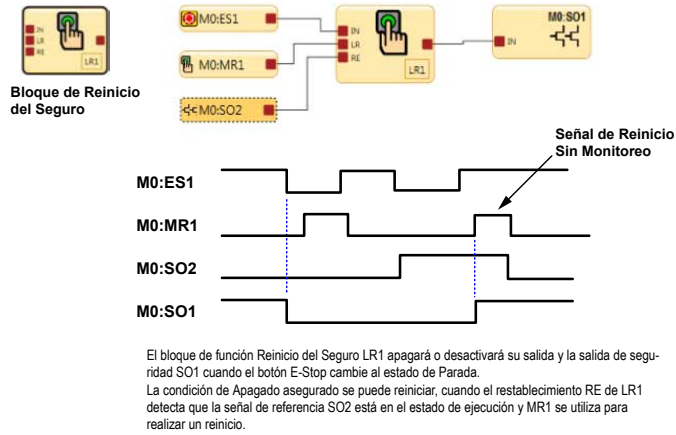 IN
LR
RE
LR1
Bloque de Reinicio
del Seguro
M0:ES1
M0:MR1
M0:SO2
IN
LR
RE
LR1
M0:SO1
IN
Señal de Reinicio
Sin Monitoreo
M0:ES1
M0:MR1
M0:SO2
M0:SO1
El bloque de función Reinicio del Seguro LR1 apagará o desactivará su salida y la salida de segu-
ridad SO1 cuando el botón E-Stop cambie al estado de Parada.
La condición de Apagado asegurado se puede reiniciar, cuando el restablecimiento RE de LR1
detecta que la señal de referencia SO2 está en el estado de ejecución y MR1 se utiliza para
realizar un reinicio.